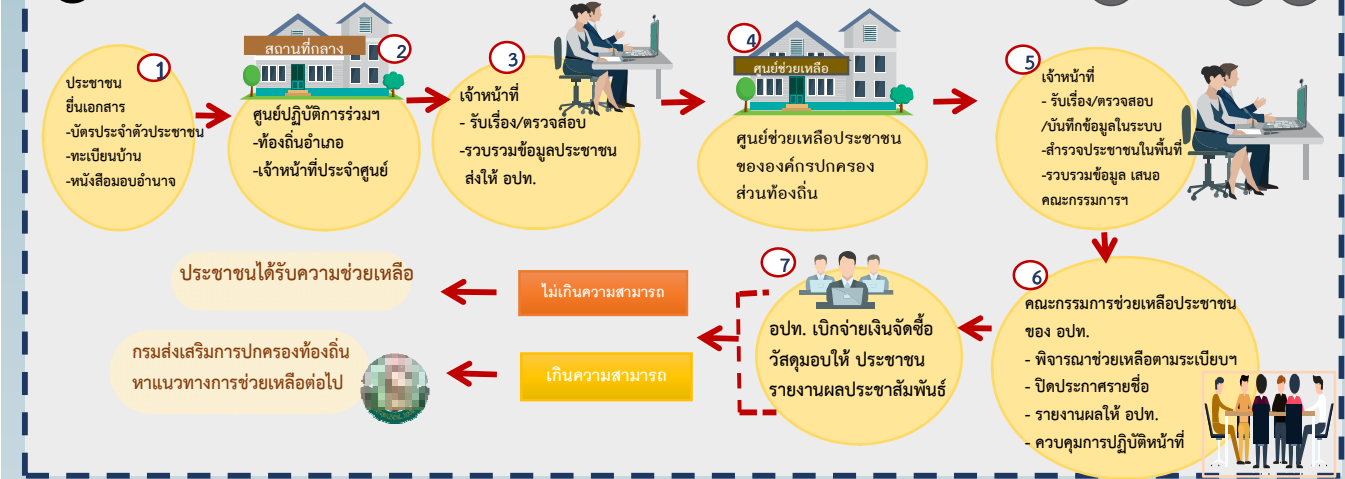 1
ประชาชน
ยื่นเอกสาร
-บัตรประจำตัวประชาชน
-ทะเบียนบ้าน
-หนังสือมอบอำนาจ
สถานที่กลาง
2
ศูนย์ปฏิบัติการร่วมฯ
-ท้องถิ่นอำเภอ
-เจ้าหน้าที่ประจำศูนย์
3
เจ้าหน้าที่
- รับเรื่อง/ตรวจสอบ
-รวบรวมข้อมูลประชาชน
ส่งให้ อปท.
4
ศูนย์ช่วยเหลือ
ศูนย์ช่วยเหลือประชาชน
ขององค์กรปกครอง
ส่วนท้องถิ่น
5
เจ้าหน้าที่
- รับเรื่อง/ตรวจสอบ
/บันทึกข้อมูลในระบบ
-สำรวจประชาชนในพื้นที่
-รวบรวมข้อมูล เสนอ
คณะกรรมการฯ
6
คณะกรรมการช่วยเหลือประชาชน
ของ อปท.
- พิจารณาช่วยเหลือตามระเบียบฯ
- ปิดประกาศรายชื่อ
- รายงานผลให้ อปท.
- ควบคุมการปฏิบัติหน้าที่
7
อปท. เบิกจ่ายเงินจัดซื้อ
วัสดุมอบให้ ประชาชน
รายงานผลประชาสัมพันธ์
ไม่เกินความสามารถ
ประชาชนได้รับความช่วยเหลือ
เกินความสามารถ
กรมส่งเสริมการปกครองท้องถิ่น
หาแนวทางการช่วยเหลือต่อไป